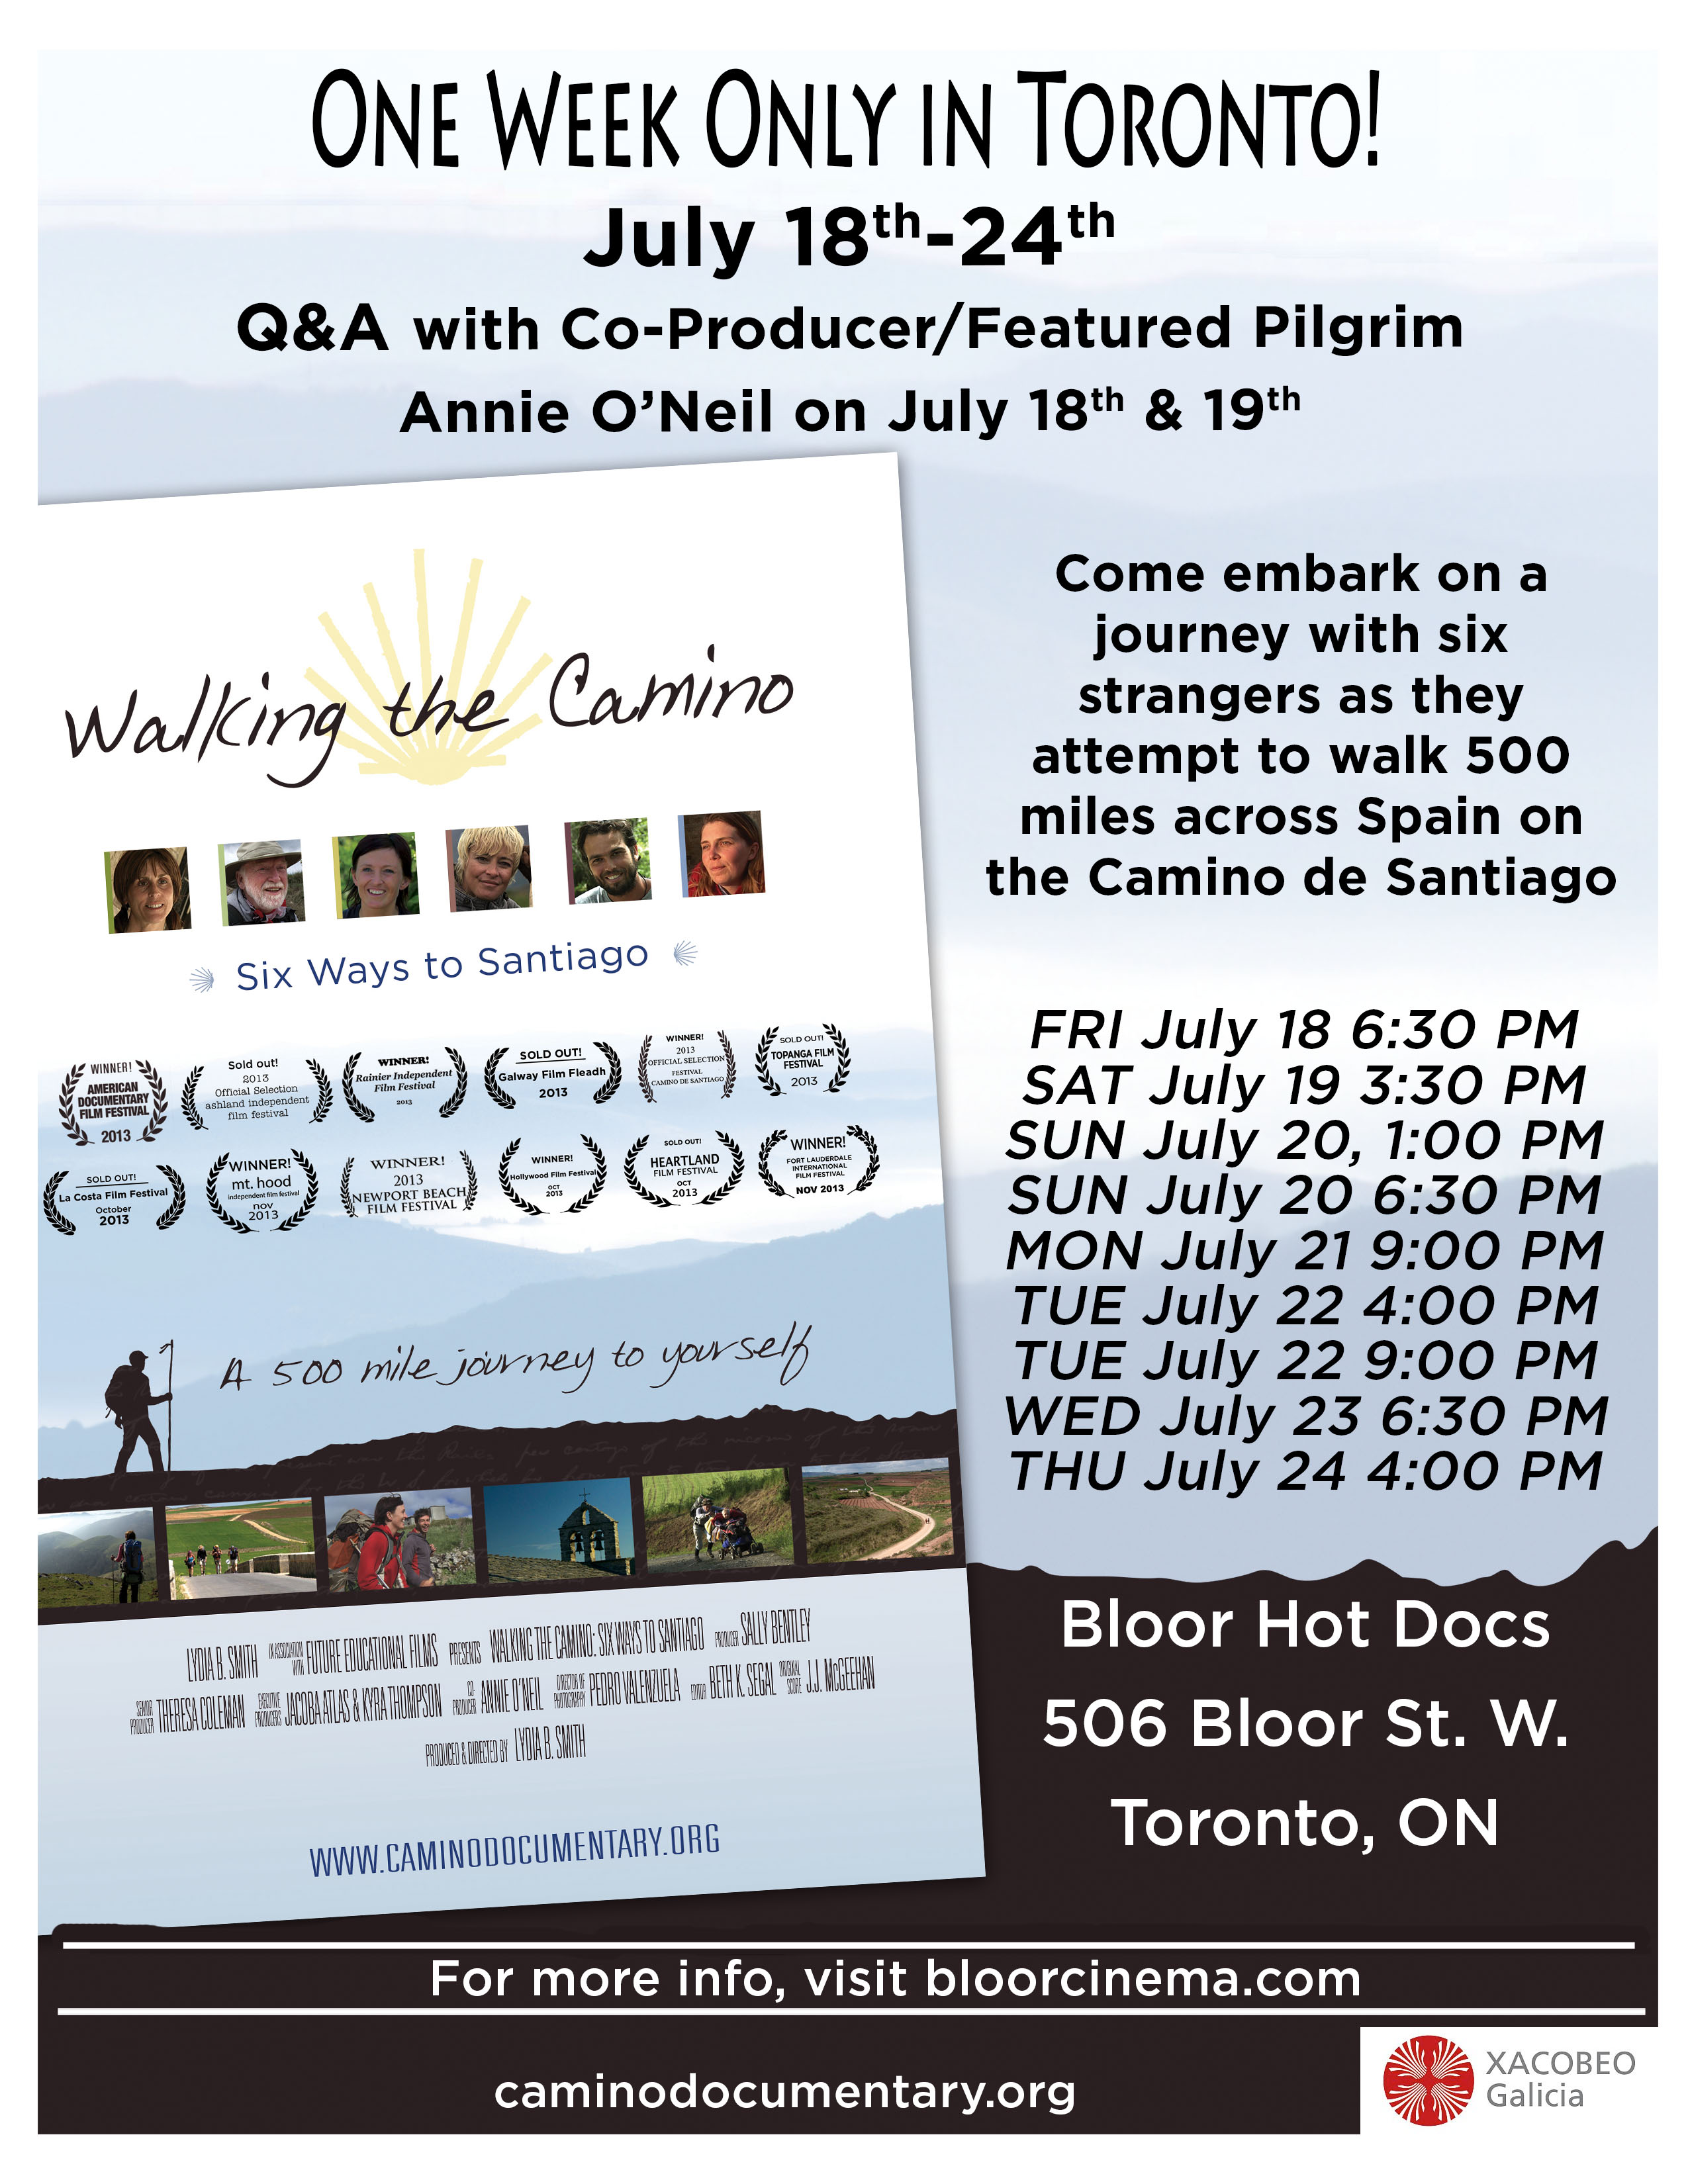 ONE WEEK ONLY IN TORONTO!
July 18th-24th
Q&A with Co-Producer/Featured Pilgrim
Annie O'Neil on July 18th & 19th
Walking the Camino
Six Ways to Santiago
WINNER!
AMERICAN
DOCUMENTARY
FILM FESTIVAL
2013
Sold out!
2013
Official Selection
ashland independent
film festival
WINNER!
Rainier Independent
Film Festival
2013
SOLD OUT!
Galway Film Fleadh
2013
WINNER!
2013
OFFICIAL SELECTION
FESTIVAL
CAMINO DE SANTIAGO
SOLD OUT!
TOPANGA FILM
FESTIVAL
2013
SOLD OUT!
La Costa Film Festival
October
2013
WINNER!
mt. hood
independent film festival
nov
2013
WINNER!
2013
NEWPORT BEACH
FILM FESTIVAL
WINNER!
Hollywood Film Festival
OCT
2013
SOLD OUT!
HEARTLAND
FILM FESTIVAL
OCT
2013
WINNER!
FORT LAUDERDALE
INTERNATIONAL
FILM FESTIVAL
NOV 2013
A 500 mile journey to yourself
LYDIA B. SMITH IN ASSOCIATION WITH FUTURE EDUCATIONAL FILMS PRESENTS WALKING THE CAMINO: SIX WAYS TO SANTIAGO PRODUCER SALLY BENTLEY
SENIOR PRODUCER THERESA COLEMAN EXECUTIVE PRODUCERS JACOBA ATLAS & KYRA THOMPSON CO PRODUCER ANNIE O'NEIL DIRECTOR OF PHOTOGRAPHY PEDRO VALENZUELA EDITOR BETH K. SEGAL ORIGINAL SCORE J.J. McGEEHAN
PRODUCED & DIRECTED BY LYDIA B. SMITH
WWW.CAMINODOCUMENTARY.ORG
Come embark on a
journey with six
strangers as they
attempt to walk 500
miles across Spain on
the Camino de Santiago
FRI July 18 6:30 PM
SAT July 19 3:30 PM
SUN July 20, 1:00 PM
SUN July 20 6:30 PM
MON July 21 9:00 PM
TUE July 22 4:00 PM
TUE July 22 9:00 PM
WED July 23 6:30 PM
THU July 24 4:00 PM
Bloor Hot Docs
506 Bloor St. W.
Toronto, ON
For more info, visit bloorcinema.com
caminodocumentary.org
XACOBEO
Galicia